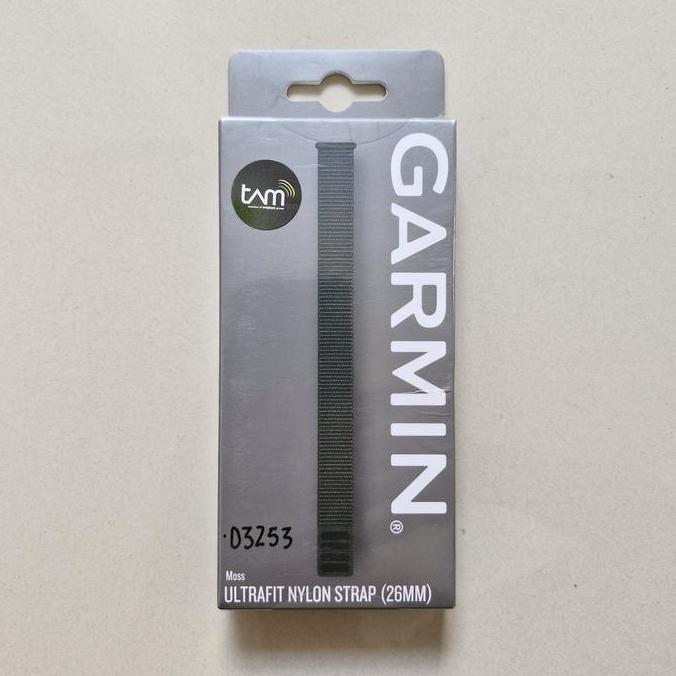 tam
GARMIN®
03253
Moss
ULTRAFIT NYLON STRAP (26MM)